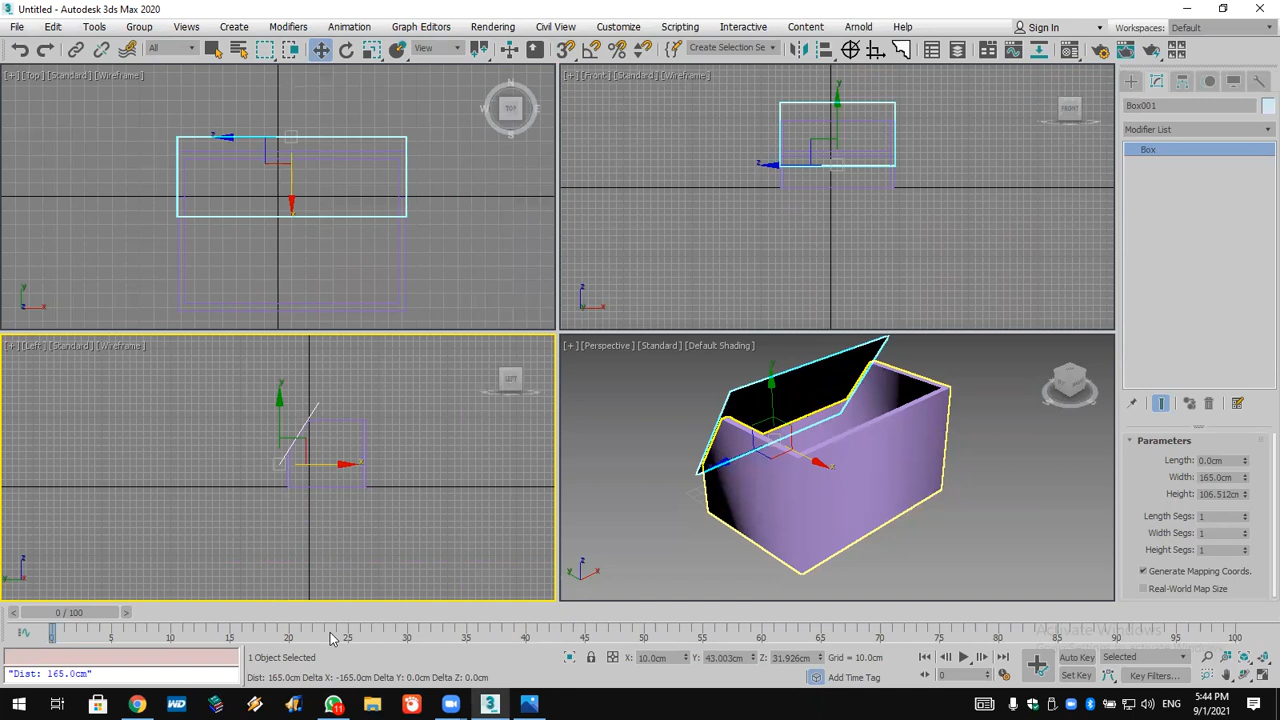 Untitled - Autodesk 3ds Max 2020
File Edit Tools Group Views Create Modifiers Animation Graph Editors Rendering Civil View Customize Scripting Interactive Content Arnold Help
Sign In Workspaces: Default
All View Create Selection Se
[+] [Top] [Standard] [Wireframe]
N
W TOP E
S
z
y
z x
[+] [Front] [Standard] [Wireframe]
FRONT
y
z
z
y x
Box001
Modifier List
Box
[+] [Left] [Standard] [Wireframe]
LEFT
y
x
z
y x
[+] [Perspective] [Standard] [Default Shading]
y
x
z
y x
Parameters
Length: 0.0cm
Width: 165.0cm
Height: 106.512cm
Length Segs: 1
Width Segs: 1
Height Segs: 1
Generate Mapping Coords.
Real-World Map Size
< 0 / 100 >
0 5 10 15 20 25 30 35 40 45 50 55 60 65 70 75 80 85 90 95 100
Activate Windows
1 Object Selected X: 10.0cm Y: 43.003cm Z: 31.926cm Grid = 10.0cm Auto Key Selected
"Dist: 165.0cm" Dist: 165.0cm Delta X: -165.0cm Delta Y: 0.0cm Delta Z: 0.0cm Add Time Tag 0 Set Key Key Filters...
WD 11 3 ENG
5:44 PM
9/1/2021